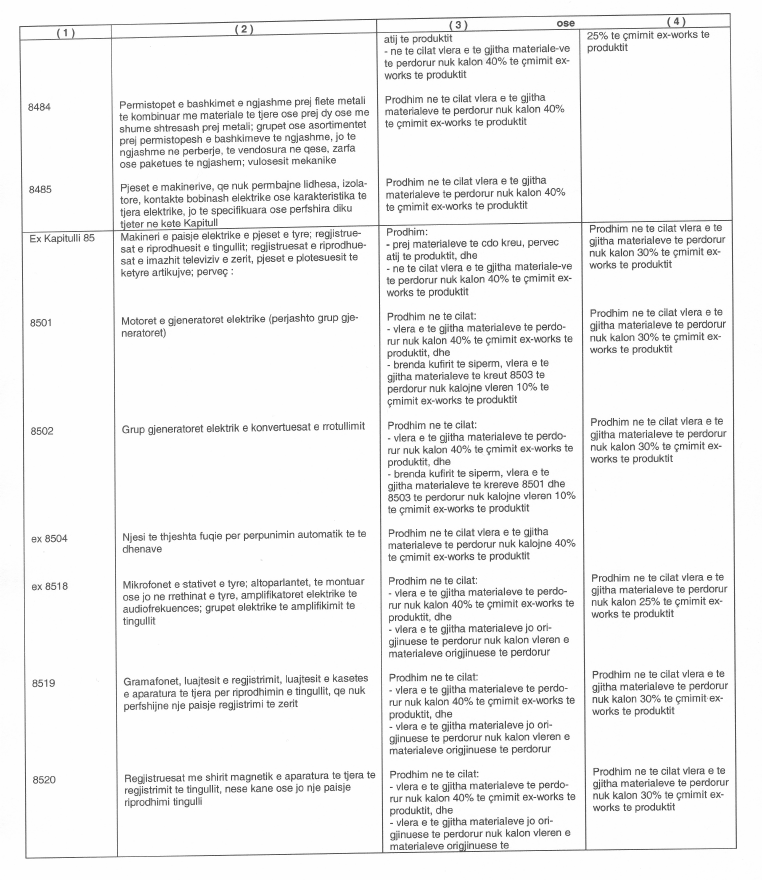 ( 1 )
( 2 )
( 3 ) ose ( 4 )
atij te produktit
- ne te cilat vlera e te gjitha materiale-ve
te perdorur nuk kalon 40% te çmimit ex-
works te produktit
25% te çmimit ex-works te
produktit
8484
Permistopet e bashkimet e ngjashme prej flete metali
te kombinuar me materiale te tjere ose prej dy ose me
shume shtresash prej metali; grupet ose asortimentet
prej permistopesh e bashkimeve te ngjashme, jo te
ngjashme ne perberje, te vendosura ne qese, zarfa
ose paketues te ngjashem; vulosesit mekanike
Prodhim ne te cilat vlera e te gjitha
materialeve te perdorur nuk kalon 40%
te çmimit ex-works te produktit
8485
Pjeset e makinerive, qe nuk permbajne lidhesa, izola-
tore, kontakte bobinash elektrike ose karakteristika te
tjera elektrike, jo te specifikuara ose perfshira diku
tjeter ne kete Kapitull
Prodhim ne te cilat vlera e te gjitha
materialeve te perdorur nuk kalon 40%
te çmimit ex-works te produktit
Ex Kapitulli 85
Makineri e paisje elektrike e pjeset e tyre; regjistrue-
sat e riprodhuesit e tingullit; regjistruesat e riprodhue-
sat e imazhit televiziv e zerit, pjeset e plotesuesit te
ketyre artikujve; perveç :
Prodhim:
- prej materialeve te cdo kreu, pervec
atij te produktit, dhe
- ne te cilat vlera e te gjitha materiale-ve
te perdorur nuk kalon 40% te çmimit ex-
works te produktit
Prodhim ne te cilat vlera e te
gjitha materialeve te perdorur
nuk kalon 30% te çmimit ex-
works te produktit
8501
Motoret e gjeneratoret elektrike (perjashto grup gje-
neratoret)
Prodhim ne te cilat:
- vlera e te gjitha materialeve te perdo-
rur nuk kalon 40% te çmimit ex-works te
produktit, dhe
- brenda kufirit te siperm, vlera e te
gjitha materialeve te kreut 8503 te
perdorur nuk kalojne vleren 10% te
çmimit ex-works te produktit
Prodhim ne te cilat vlera e te
gjitha materialeve te perdorur
nuk kalon 30% te çmimit ex-
works te produktit
8502
Grup gjeneratoret elektrik e konvertuesat e rrotullimit
Prodhim ne te cilat:
- vlera e te gjitha materialeve te perdo-
rur nuk kalon 40% te çmimit ex-works te
produktit, dhe
- brenda kufirit te siperm, vlera e te
gjitha materialeve te krereve 8501 dhe
8503 te perdorur nuk kalojne vleren 10%
te çmimit ex-works te produktit
Prodhim ne te cilat vlera e te
gjitha materialeve te perdorur
nuk kalon 30% te çmimit ex-
works te produktit
ex 8504
Njesi te thjeshta fuqie per perpunimin automatik te te
dhenave
Prodhim ne te cilat vlera e te gjitha
materialeve te perdorur nuk kalojne 40%
te çmimit ex-works te produktit
ex 8518
Mikrofonet e stativet e tyre; altoparlantet, te montuar
ose jo ne rrethinat e tyre, amplifikatoret elektrike te
audiofrekuences; grupet elektrike te amplifikimit te
tingullit
Prodhim ne te cilat:
- vlera e te gjitha materialeve te perdo-
rur nuk kalon 40% te çmimit ex-works te
produktit, dhe
- vlera e te gjitha materialeve jo ori-
gjinuese te perdorur nuk kalon vleren e
materialeve origjinuese te perdorur
Prodhim ne te cilat vlera e te
gjitha materialeve te perdorur
nuk kalon 25% te çmimit ex-
works te produktit
8519
Gramafonet, luajtesit e regjistrimit, luajtesit e kasetes
e aparatura te tjera per riprodhimin e tingullit, qe nuk
perfshijne nje paisje regjistrimi te zerit
Prodhim ne te cilat:
- vlera e te gjitha materialeve te perdo-
rur nuk kalon 40% te çmimit ex-works te
produktit, dhe
- vlera e te gjitha materialeve jo ori-
gjinuese te perdorur nuk kalon vleren e
materialeve origjinuese te perdorur
Prodhim ne te cilat vlera e te
gjitha materialeve te perdorur
nuk kalon 30% te çmimit ex-
works te produktit
8520
Regjistruesat me shirit magnetik e aparatura te tjera te
regjistrimit te tingullit, nese kane ose jo nje paisje
riprodhimi tingulli
Prodhim ne te cilat:
- vlera e te gjitha materialeve te perdo-
rur nuk kalon 40% te çmimit ex-works te
produktit, dhe
- vlera e te gjitha materialeve jo ori-
gjinuese te perdorur nuk kalon vleren e
materialeve origjinuese te
Prodhim ne te cilat vlera e te
gjitha materialeve te perdorur
nuk kalon 30% te çmimit ex-
works te produktit